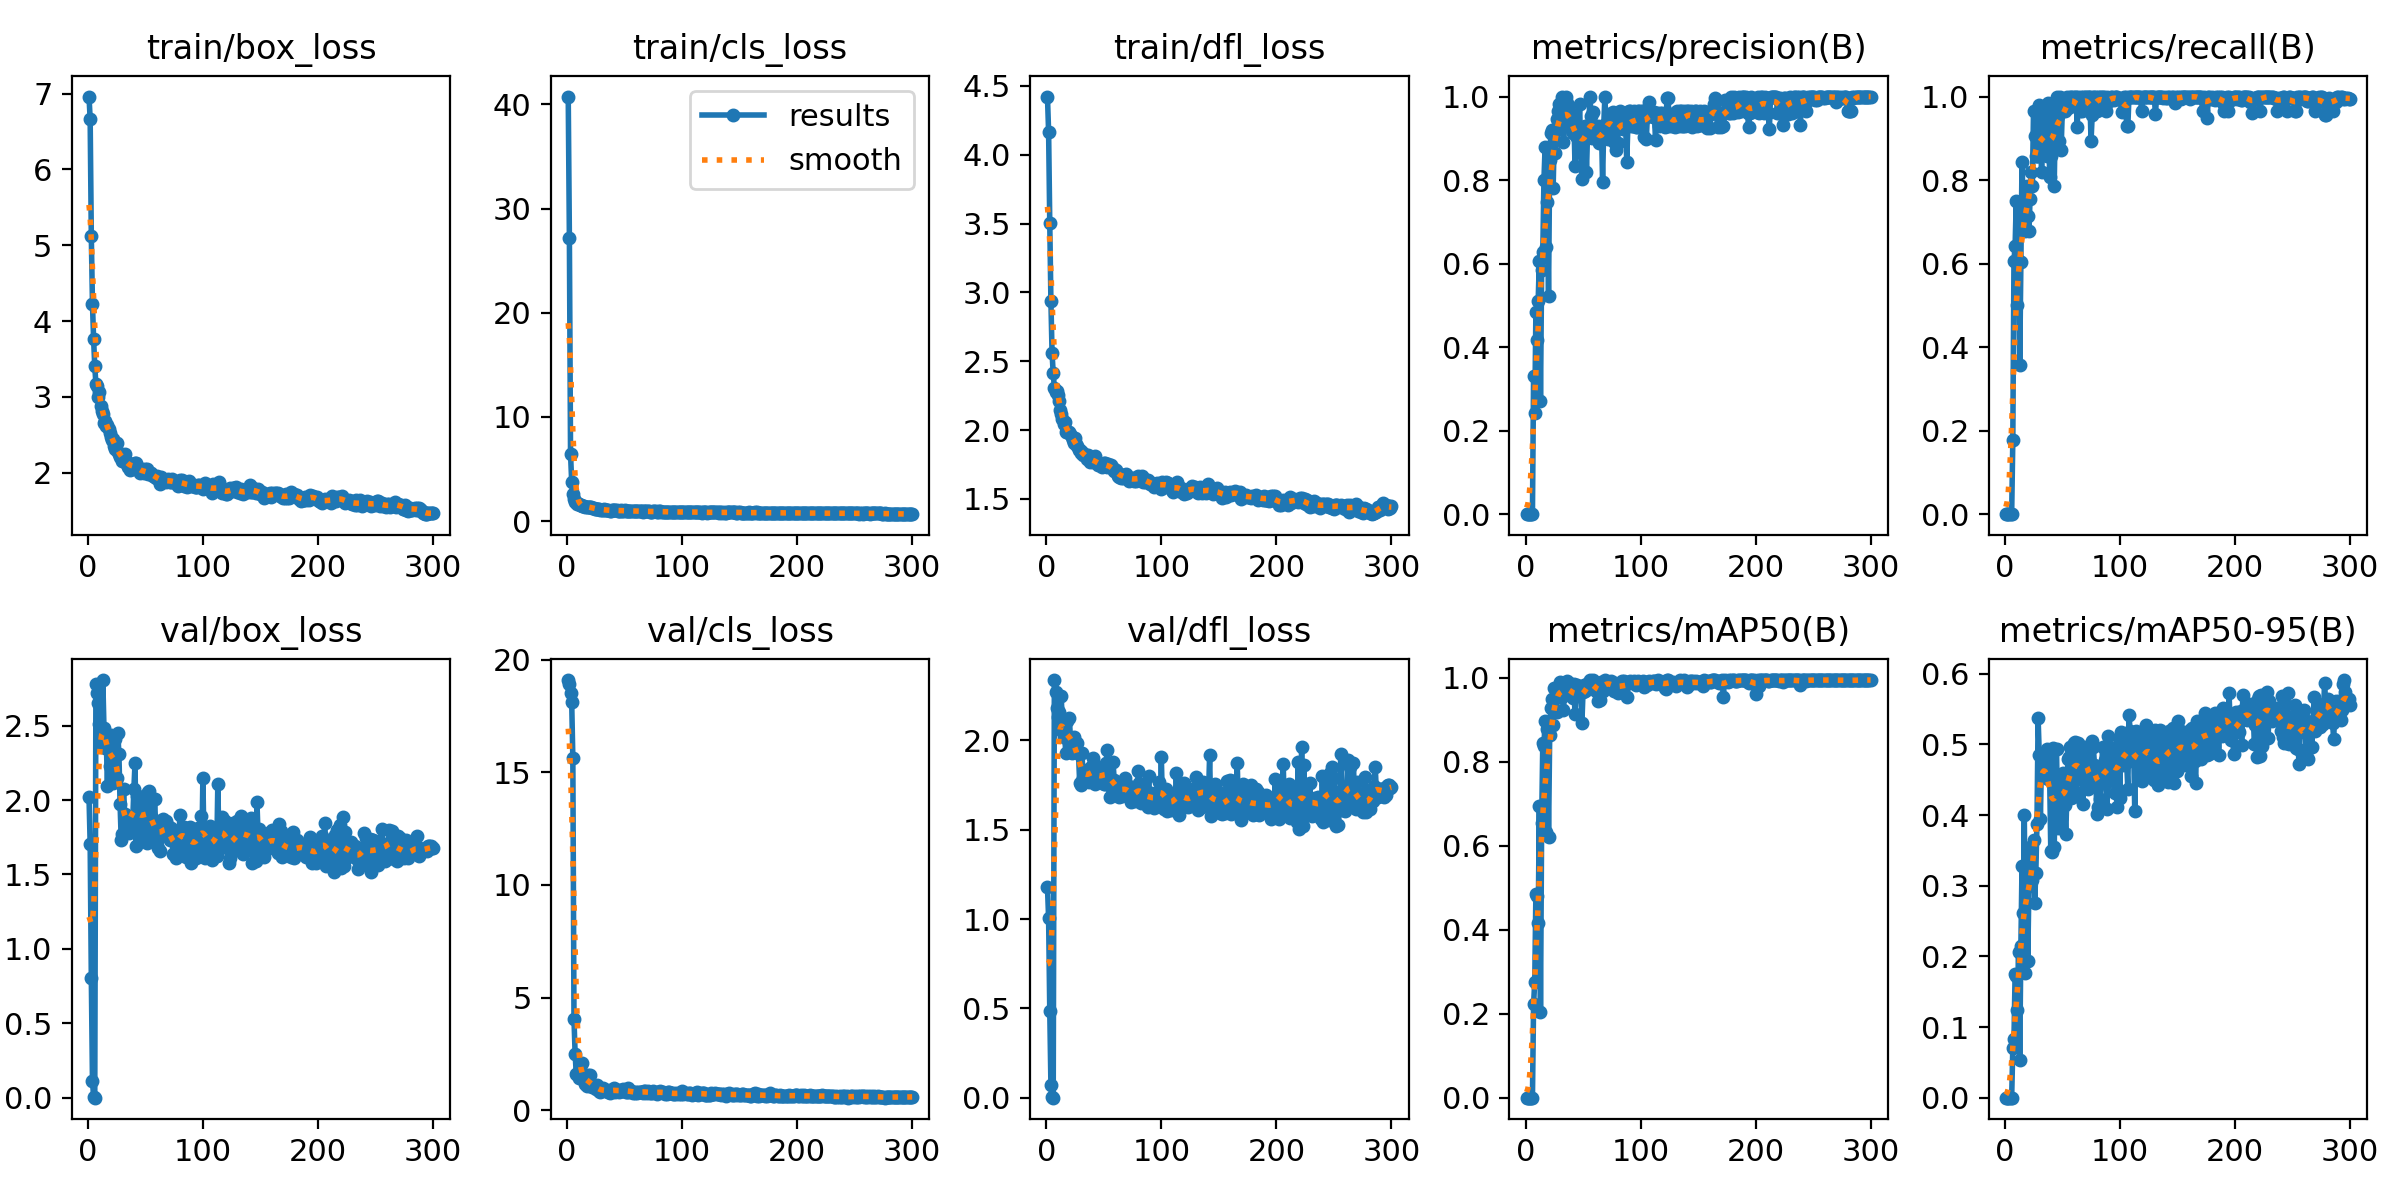 train/box_loss
7
6
5
4
3
2
0 100 200 300
train/cls_loss
results
smooth
40
30
20
10
0
0 100 200 300
train/dfl_loss
4.5
4.0
3.5
3.0
2.5
2.0
1.5
0 100 200 300
metrics/precision(B)
1.0
0.8
0.6
0.4
0.2
0.0
0 100 200 300
metrics/recall(B)
1.0
0.8
0.6
0.4
0.2
0.0
0 100 200 300
val/box_loss
2.5
2.0
1.5
1.0
0.5
0.0
0 100 200 300
val/cls_loss
20
15
10
5
0
0 100 200 300
val/dfl_loss
2.0
1.5
1.0
0.5
0.0
0 100 200 300
metrics/mAP50(B)
1.0
0.8
0.6
0.4
0.2
0.0
0 100 200 300
metrics/mAP50-95(B)
0.6
0.5
0.4
0.3
0.2
0.1
0.0
0 100 200 300